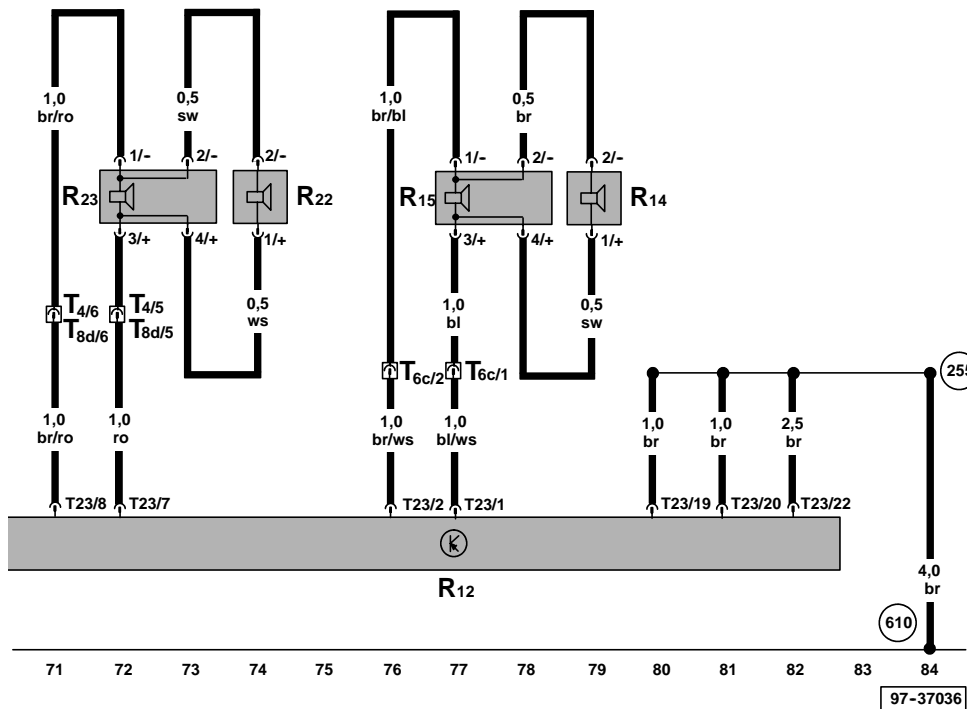 1,0 0,5 1,0 0,5
br/ro sw br/bl br
1/- 2/- 2/- 1/- 2/- 2/-
R23 R22 R15 R14
3/+ 4/+ 1/+ 3/+ 4/+ 1/+
T4/6 T4/5 0,5 1,0 0,5
T8d/6 T8d/5 ws bl sw
T6c/2 T6c/1 255
1,0 1,0 1,0 1,0 1,0 1,0 2,5
br/ro ro br/ws bl/ws br br br
T23/8 T23/7 T23/2 T23/1 T23/19 T23/20 T23/22
R12
4,0
br
610
71 72 73 74 75 76 77 78 79 80 81 82 83 84
97-37036